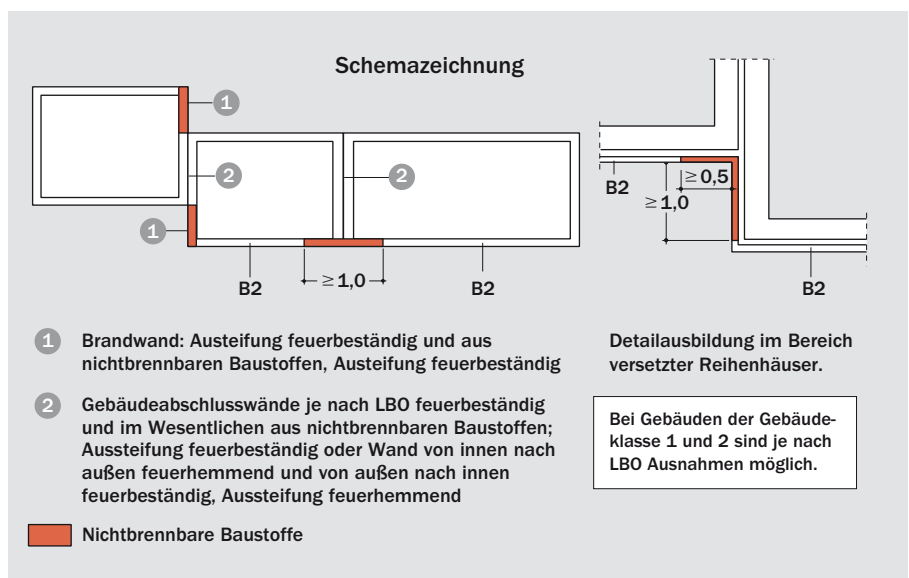 Schemazeichnung
1
2
2
1
B2
≥ 1,0
B2
B2
≥ 0,5
≥ 1,0
B2
1 Brandwand: Austeifung feuerbeständig und aus
nichtbrennbaren Baustoffen, Austeifung feuerbeständig
2 Gebäudeabschlusswände je nach LBO feuerbeständig
und im Wesentlichen aus nichtbrennbaren Baustoffen;
Aussteifung feuerbeständig oder Wand von innen nach
außen feuerhemmend und von außen nach innen
feuerbeständig, Aussteifung feuerhemmend
Nichtbrennbare Baustoffe
Detailausbildung im Bereich
versetzter Reihenhäuser.
Bei Gebäuden der Gebäude-
klasse 1 und 2 sind je nach
LBO Ausnahmen möglich.